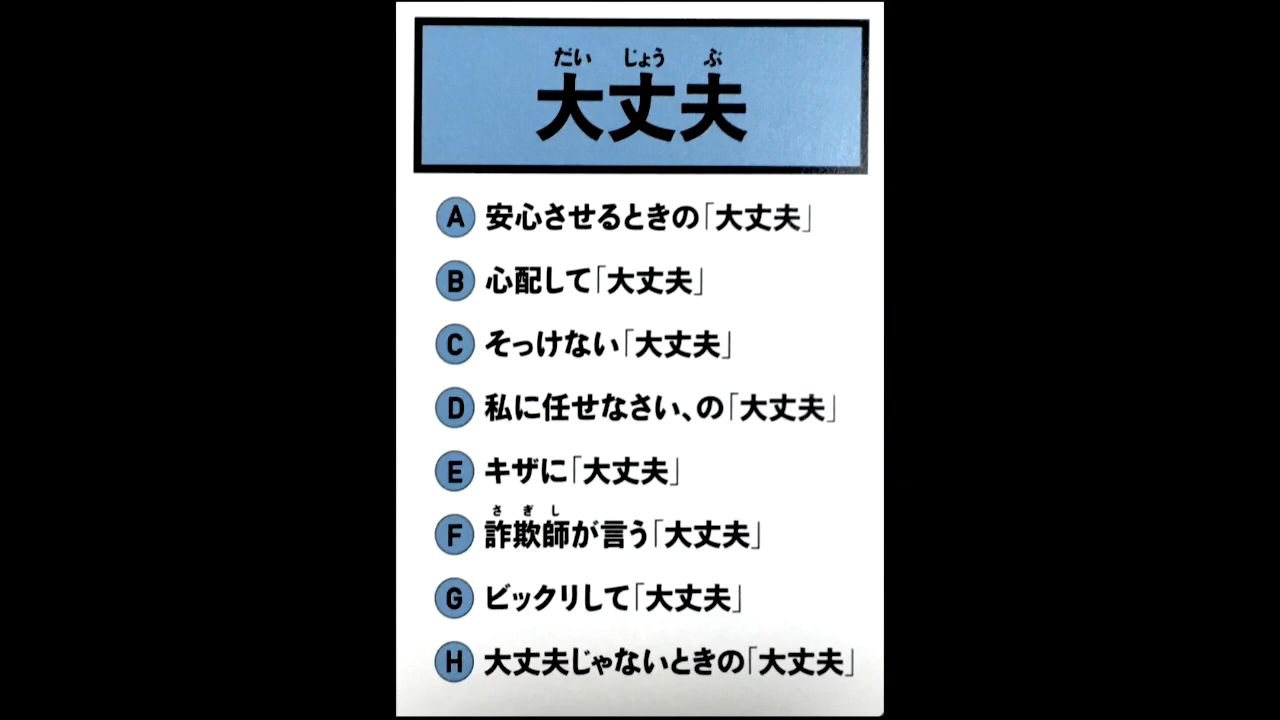 だいじょうぶ
大丈夫
A 安心させるときの「大丈夫」
B 心配して「大丈夫」
C そっけない「大丈夫」
D 私に任せなさい、の「大丈夫」
E キザに「大丈夫」
さぎし
F 詐欺師が言う「大丈夫」
G ビックリして「大丈夫」
H 大丈夫じゃないときの「大丈夫」